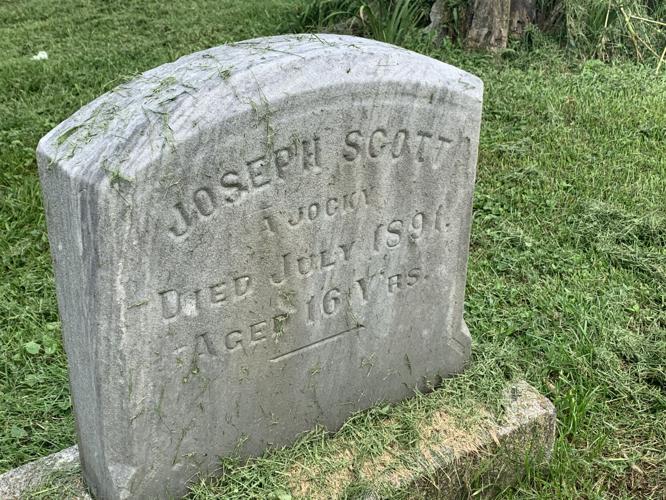 JOSEPH SCOTT
A JOCKY
DIED JULY 1891.
AGED 16 Y'RS.